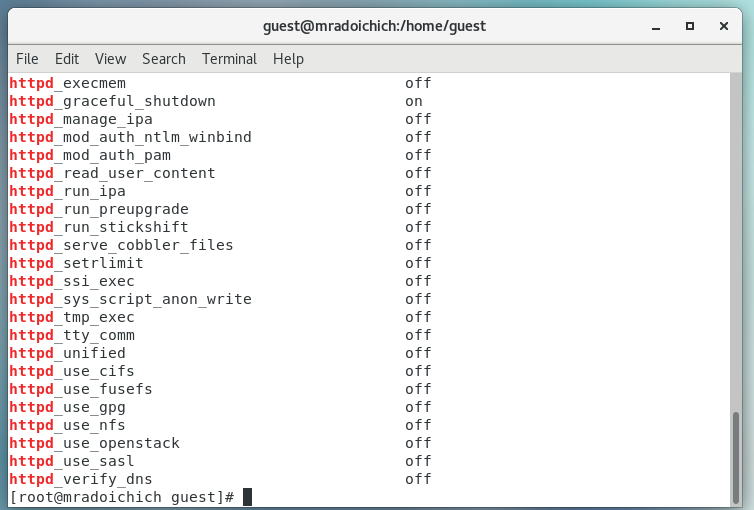 guest@mradoichich:/home/guest
File Edit View Search Terminal Help
httpd_execmem off
httpd_graceful_shutdown on
httpd_manage_ipa off
httpd_mod_auth_ntlm_winbind off
httpd_mod_auth_pam off
httpd_read_user_content off
httpd_run_ipa off
httpd_run_preupgrade off
httpd_run_stickshift off
httpd_serve_cobbler_files off
httpd_setrlimit off
httpd_ssi_exec off
httpd_sys_script_anon_write off
httpd_tmp_exec off
httpd_tty_comm off
httpd_unified off
httpd_use_cifs off
httpd_use_fusefs off
httpd_use_gpg off
httpd_use_nfs off
httpd_use_openstack off
httpd_use_sasl off
httpd_verify_dns off
[root@mradoichich guest]#